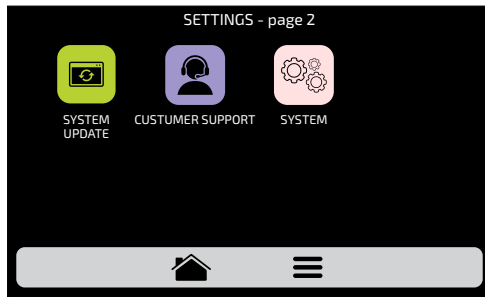 SETTINGS - page 2
SYSTEM
UPDATE
CUSTUMER SUPPORT
SYSTEM